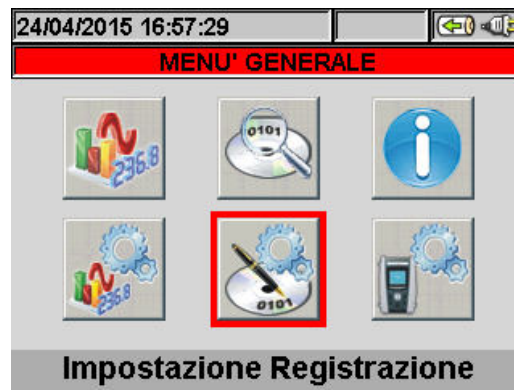 24/04/2015 16:57:29
MENU' GENERALE
236.8
0101
i
236.8
0101
Impostazione Registrazione